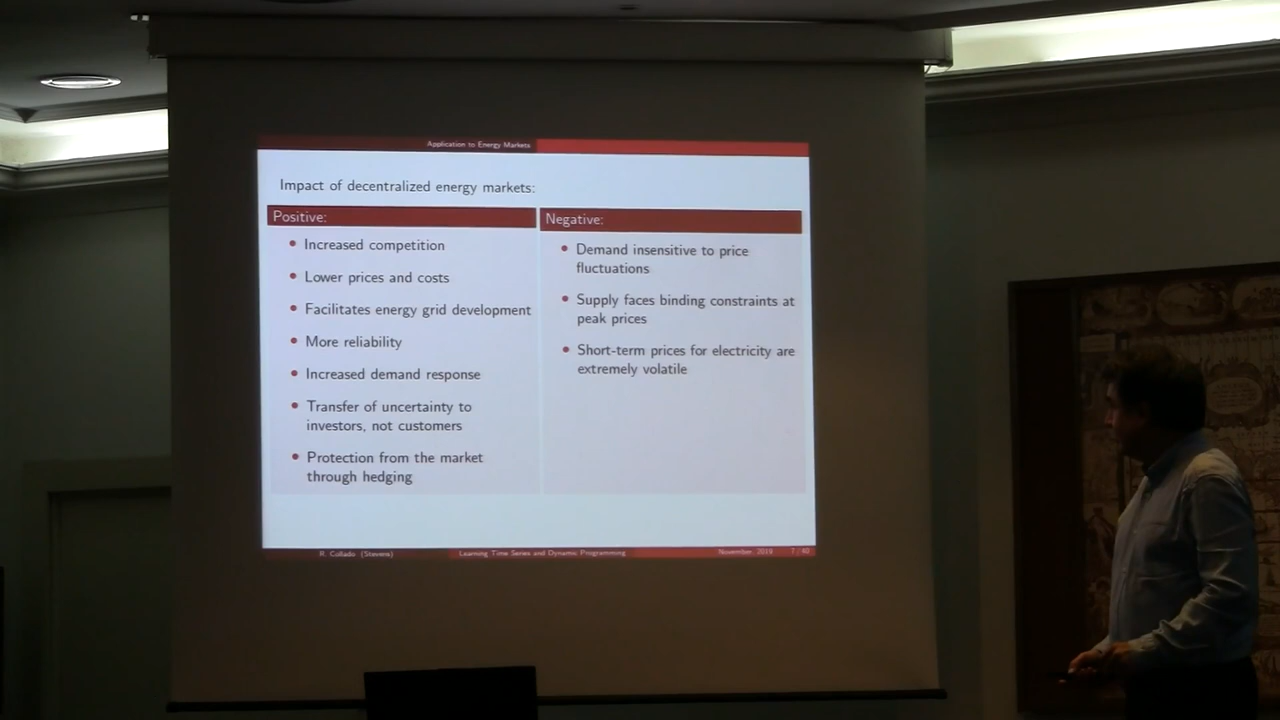 Application to Energy Markets
Impact of decentralized energy markets:
Positive:
Increased competition
Lower prices and costs
Facilitates energy grid development
More reliability
Increased demand response
Transfer of uncertainty to
investors, not customers
Protection from the market
through hedging
Negative:
Demand insensitive to price
fluctuations
Supply faces binding constraints at
peak prices
Short-term prices for electricity are
extremely volatile
R. Collado (Stevens)
Learning Time Series and Dynamic Programming
November, 2019
7 / 40